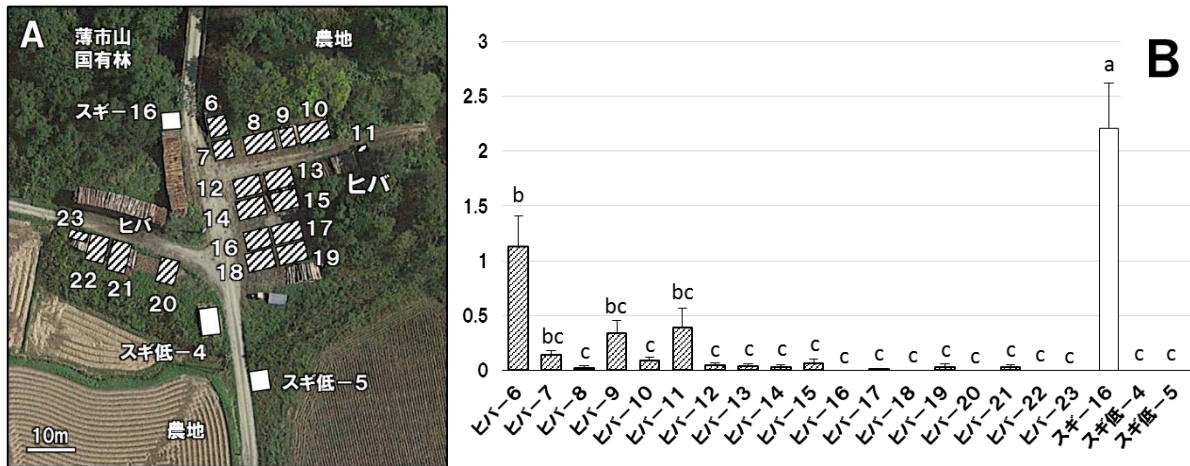 A
薄市山
国有林
農地
スギ－16
6
8
9
10
11
7
ヒバ
12
13
14
15
16
17
18
19
ヒバ
23
22
21
20
スギ低－4
スギ低－5
農地
10m
B
3
2.5
2
1.5
1
0.5
0
b
bc
c
bc
c
bc
c
c
c
c
c
c
c
c
c
c
c
c
a
c
c
ヒバ－6
ヒバ－7
ヒバ－8
ヒバ－9
ヒバ－10
ヒバ－11
ヒバ－12
ヒバ－13
ヒバ－14
ヒバ－15
ヒバ－16
ヒバ－17
ヒバ－18
ヒバ－19
ヒバ－20
ヒバ－21
ヒバ－22
ヒバ－23
スギ－16
スギ低－4
スギ低－5